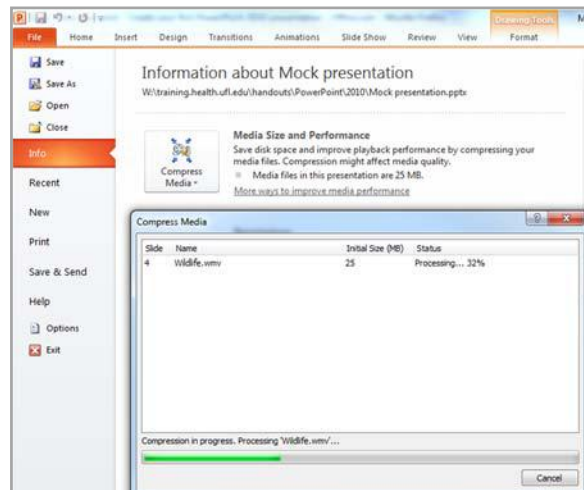 Drawing Tools
File Home Insert Design Transitions Animations Slide Show Review View Format
Save
Save As
Open
Close
Info
Recent
New
Print
Save & Send
Help
Options
Exit
Information about Mock presentation
W:\training.health.ufl.edu\handouts\PowerPoint\2010\Mock presentation.pptx
Compress
Media
Media Size and Performance
Save disk space and improve playback performance by compressing your
media files. Compression might affect media quality.
Media files in this presentation are 25 MB.
More ways to improve media performance
Compress Media
Slide Name Initial Size (MB) Status
4 Wildlife.wmv 25 Processing... 32%
Compression in progress. Processing 'Wildlife.wmv'...
Cancel